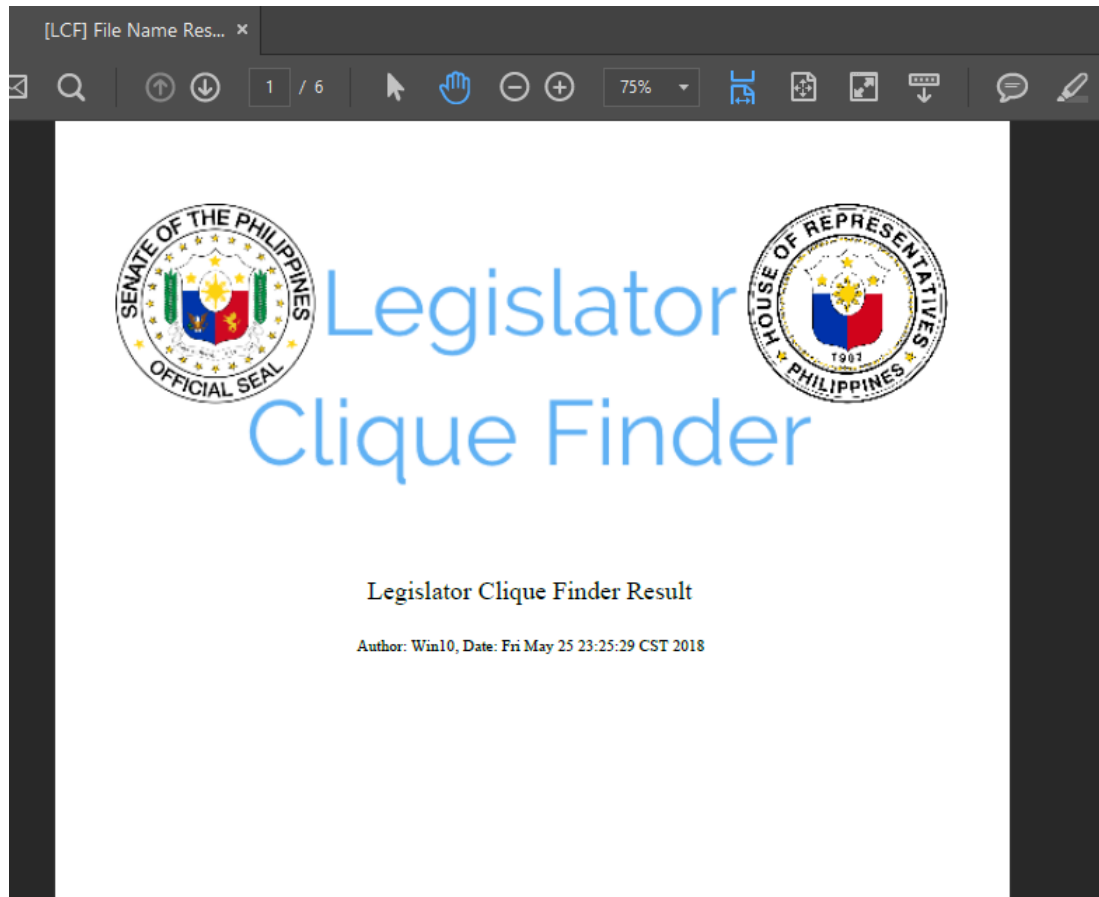 [LCF] File Name Res... ×
1 / 6
75%
SENATE OF THE PHILIPPINES
OFFICIAL SEAL
HOUSE OF REPRESENTATIVES
1907
PHILIPPINES
Legislator
Clique Finder
Legislator Clique Finder Result
Author: Win10, Date: Fri May 25 23:25:29 CST 2018